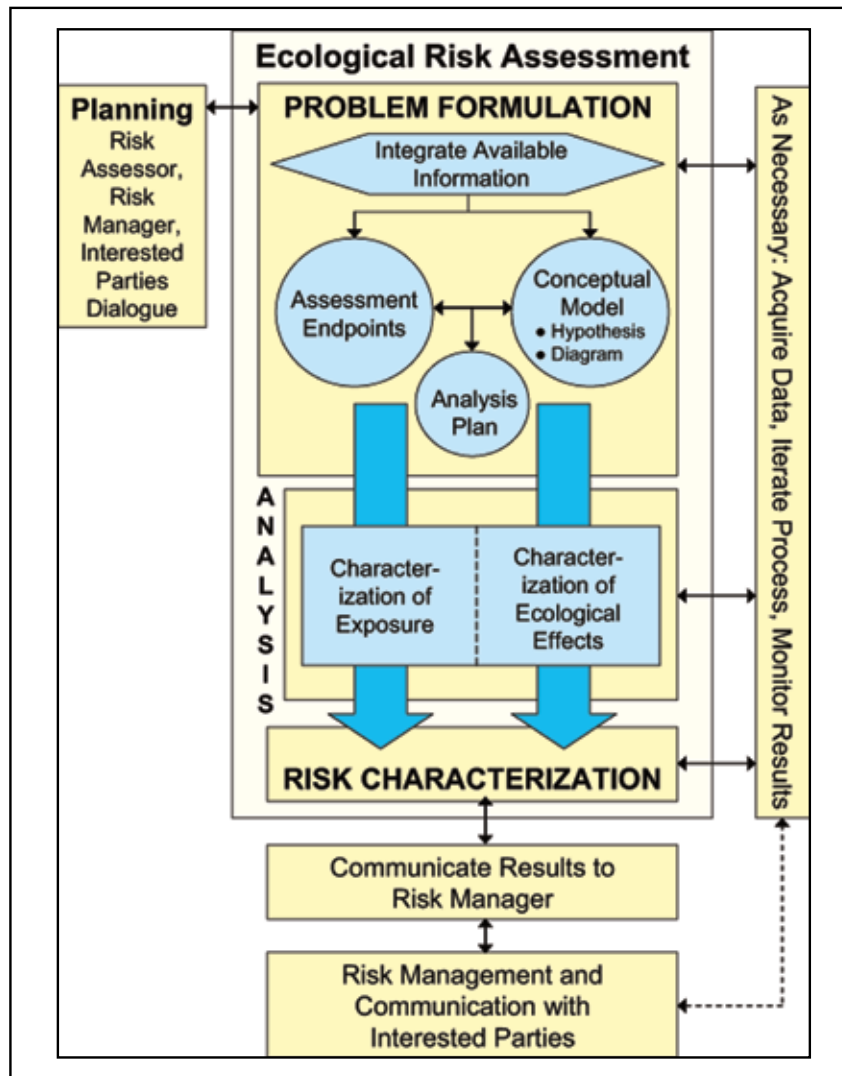 Ecological Risk Assessment
Planning
Risk
Assessor,
Risk
Manager,
Interested
Parties
Dialogue
PROBLEM FORMULATION
Integrate Available
Information
Assessment
Endpoints
Conceptual
Model
● Hypothesis
● Diagram
Analysis
Plan
ANALYSIS
Character-
ization of
Exposure
Character-
ization of
Ecological
Effects
RISK CHARACTERIZATION
As Necessary: Acquire Data, Iterate Process, Monitor Results
Communicate Results to
Risk Manager
Risk Management and
Communication with
Interested Parties